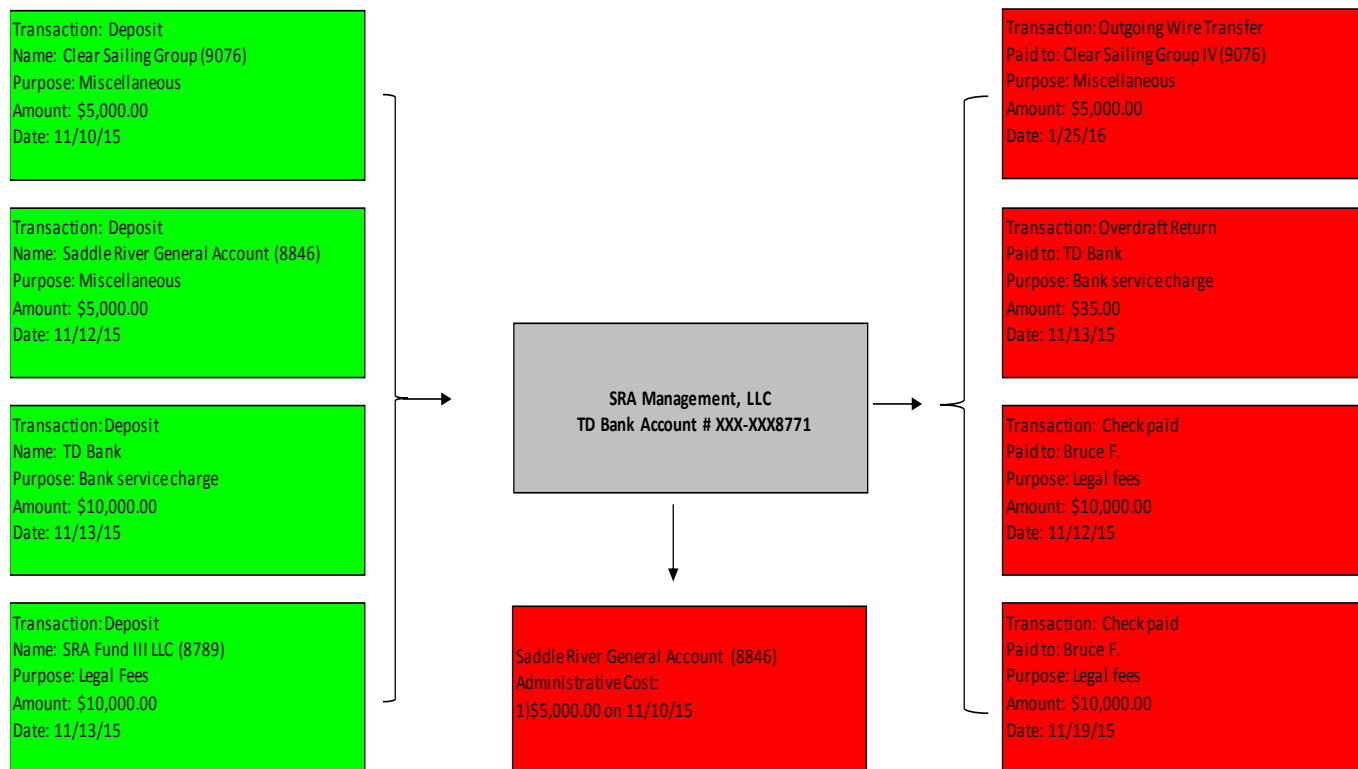 Transaction: Deposit
Name: Clear Sailing Group (9076)
Purpose: Miscellaneous
Amount: $5,000.00
Date: 11/10/15
Transaction: Deposit
Name: Saddle River General Account (8846)
Purpose: Miscellaneous
Amount: $5,000.00
Date: 11/12/15
Transaction: Deposit
Name: TD Bank
Purpose: Bank service charge
Amount: $10,000.00
Date: 11/13/15
Transaction: Deposit
Name: SRA Fund III LLC (8789)
Purpose: Legal Fees
Amount: $10,000.00
Date: 11/13/15
SRA Management, LLC
TD Bank Account # XXX-XXX8771
Saddle River General Account (8846)
Administrative Cost:
1)$5,000.00 on 11/10/15
Transaction: Outgoing Wire Transfer
Paid to: Clear Sailing Group IV (9076)
Purpose: Miscellaneous
Amount: $5,000.00
Date: 1/25/16
Transaction: Overdraft Return
Paid to: TD Bank
Purpose: Bank service charge
Amount: $35.00
Date: 11/13/15
Transaction: Check paid
Paid to: Bruce F.
Purpose: Legal fees
Amount: $10,000.00
Date: 11/12/15
Transaction: Check paid
Paid to: Bruce F.
Purpose: Legal fees
Amount: $10,000.00
Date: 11/19/15